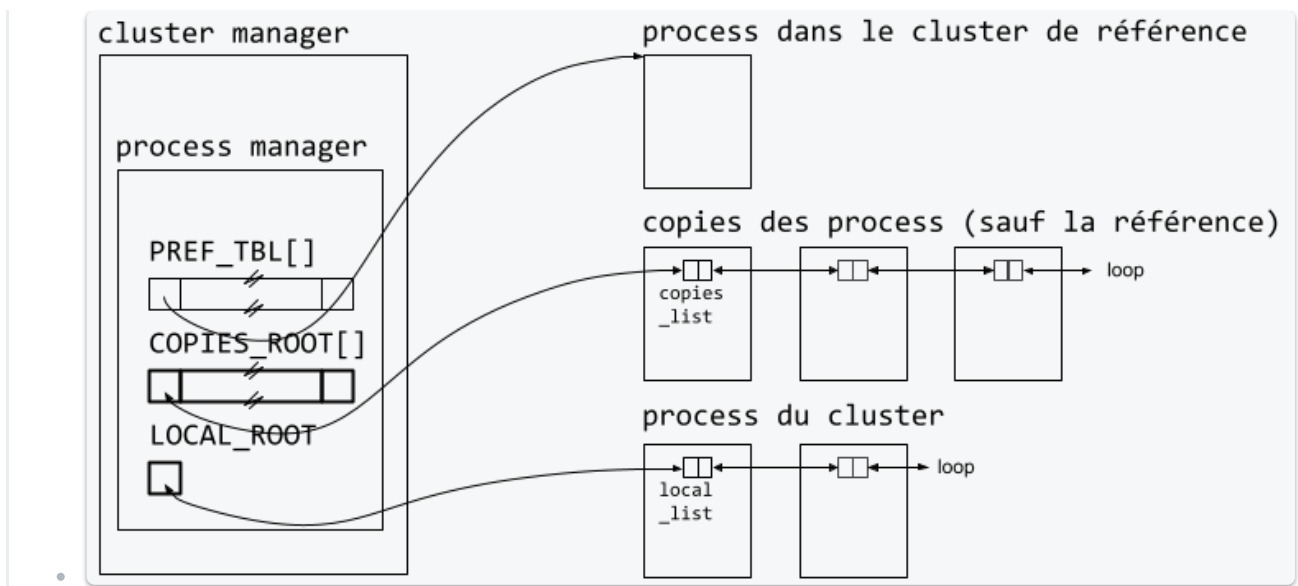 cluster manager
process dans le cluster de référence
process manager
copies des process (sauf la référence)
PREF_TBL[]
loop
copies
_list
COPIES_ROOT[]
process du cluster
LOCAL_ROOT
loop
local
_list